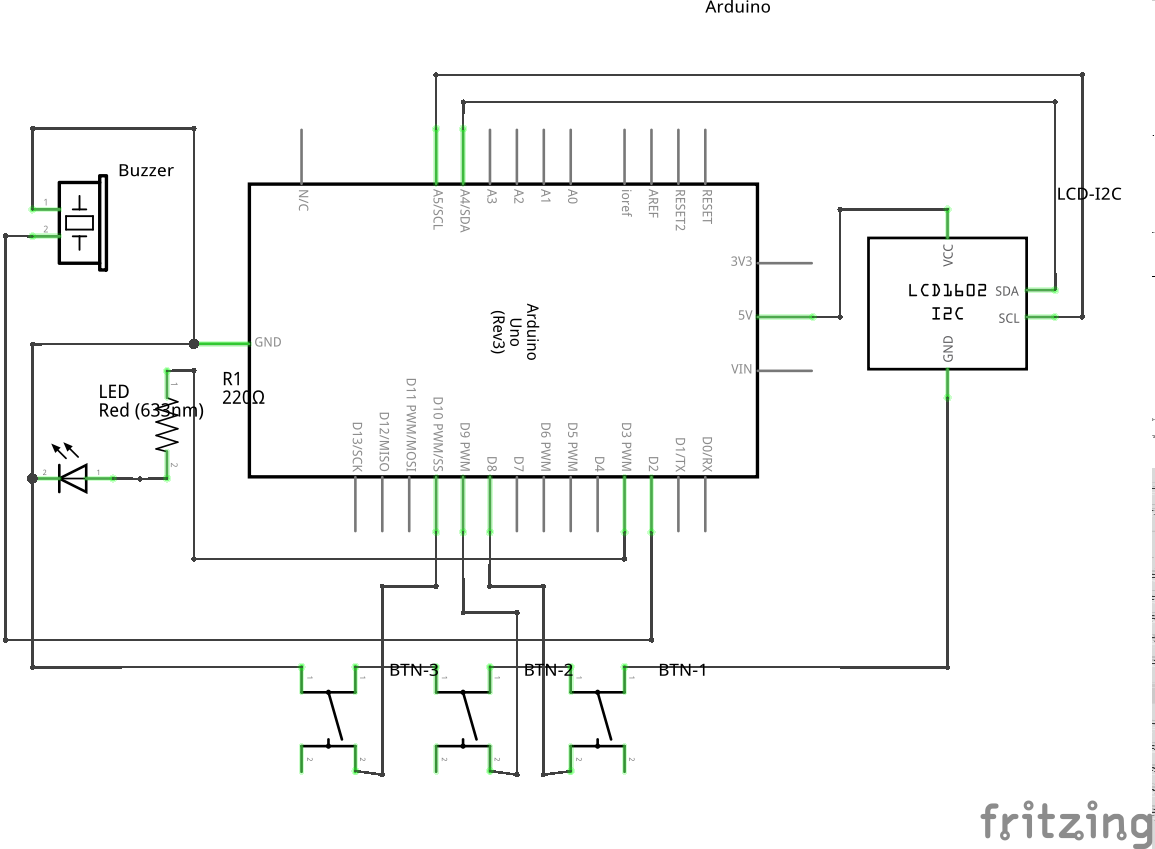 Arduino
Buzzer
1
2
N/C
A5/SCL
A4/SDA
A3
A2
A1
A0
ioref
AREF
RESET2
RESET
LCD-I2C
3V3
5V
VIN
GND
Arduino
Uno
(Rev3)
VCC
LCD1602
I2C
SDA
SCL
GND
LED
Red (633nm)
R1
220Ω
1
2
2
1
D13/SCK
D12/MISO
D11 PWM/MOSI
D10 PWM/SS
D9 PWM
D8
D7
D6 PWM
D5 PWM
D4
D3 PWM
D2
D1/TX
D0/RX
BTN-3
BTN-2
BTN-1
1
1
1
1
1
1
2
2
2
2
2
2
fritzing